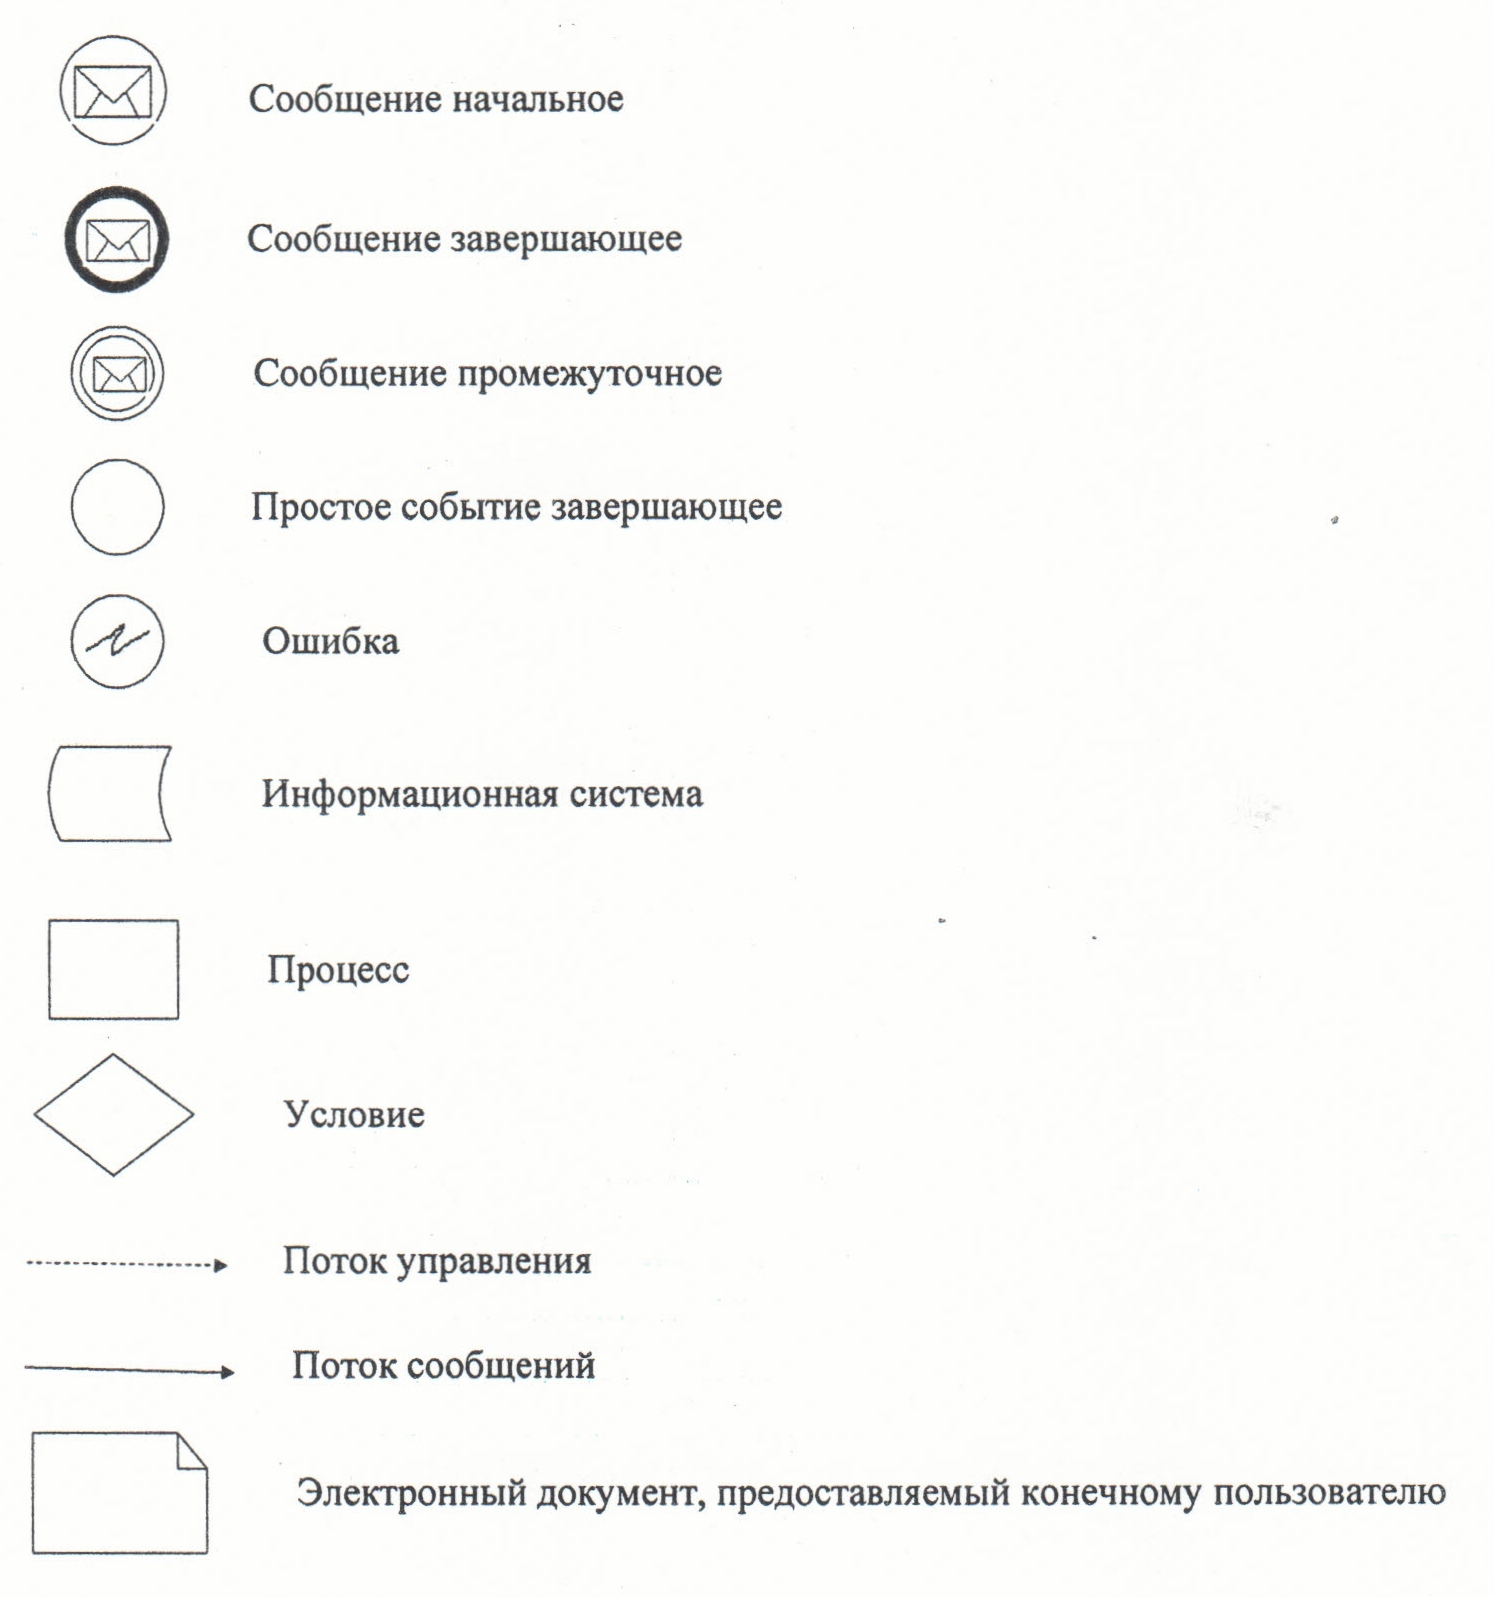 Сообщение начальное
Сообщение завершающее
Сообщение промежуточное
Простое событие завершающее
Ошибка
Информационная система
Процесс
Условие
Поток управления
Поток сообщений
Электронный документ, предоставляемый конечному пользователю